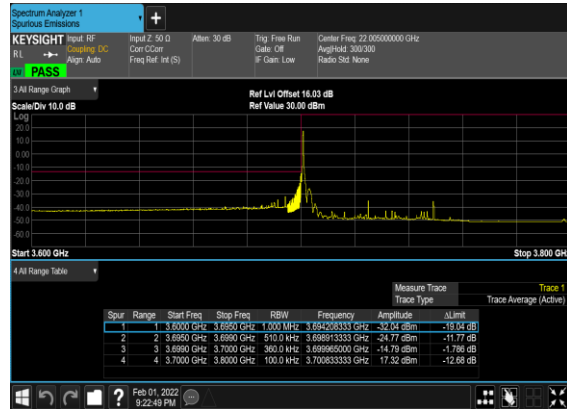 Spectrum Analyzer 1
Spurious Emissions
+
KEYSIGHT Input: RF Input Z: 50 Ω Atten: 30 dB Trig: Free Run Center Freq: 22.005000000 GHz
RL Coupling: DC Corr CCorr Gate: Off Avg|Hold: 300/300
Align: Auto Freq Ref: Int (S) IF Gain: Low Radio Std: None
PASS
3 All Range Graph
Ref Lvl Offset 16.03 dB
Scale/Div 10.0 dB Ref Value 30.00 dBm
Log
20.0
10.0
0.00
-10.0
-20.0
-30.0
-40.0
-50.0
-60.0
Start 3.600 GHz Stop 3.800 GHz
4 All Range Table
Measure Trace Trace 1
Trace Type Trace Average (Active)
Spur Range Start Freq Stop Freq RBW Frequency Amplitude ΔLimit
1 1 3.6000 GHz 3.6950 GHz 1.000 MHz 3.694208333 GHz -32.04 dBm -19.04 dB
2 2 3.6950 GHz 3.6990 GHz 510.0 kHz 3.698913333 GHz -24.77 dBm -11.77 dB
3 3 3.6990 GHz 3.7000 GHz 360.0 kHz 3.699965000 GHz -14.79 dBm -1.786 dB
4 4 3.7000 GHz 3.8000 GHz 100.0 kHz 3.700833333 GHz 17.32 dBm -12.68 dB
? Feb 01, 2022
9:22:49 PM